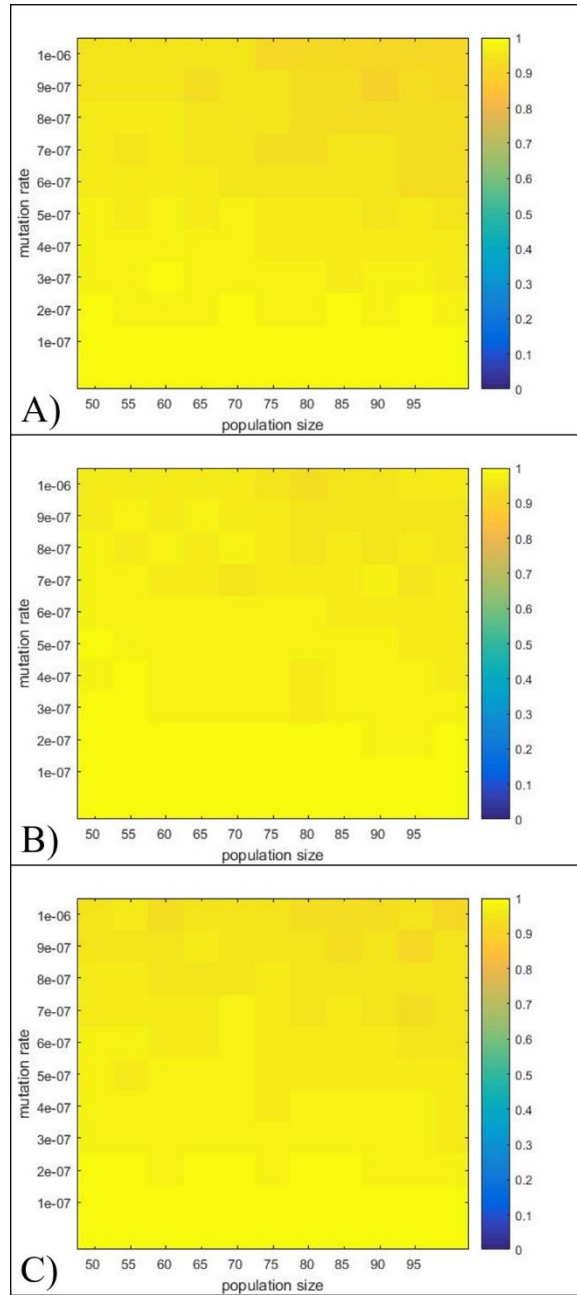 1e-06
9e-07
8e-07
7e-07
6e-07
5e-07
4e-07
3e-07
2e-07
1e-07
mutation rate
50 55 60 65 70 75 80 85 90 95
population size
1
0.9
0.8
0.7
0.6
0.5
0.4
0.3
0.2
0.1
0
A)
1e-06
9e-07
8e-07
7e-07
6e-07
5e-07
4e-07
3e-07
2e-07
1e-07
mutation rate
50 55 60 65 70 75 80 85 90 95
population size
1
0.9
0.8
0.7
0.6
0.5
0.4
0.3
0.2
0.1
0
B)
1e-06
9e-07
8e-07
7e-07
6e-07
5e-07
4e-07
3e-07
2e-07
1e-07
mutation rate
50 55 60 65 70 75 80 85 90 95
population size
1
0.9
0.8
0.7
0.6
0.5
0.4
0.3
0.2
0.1
0
C)